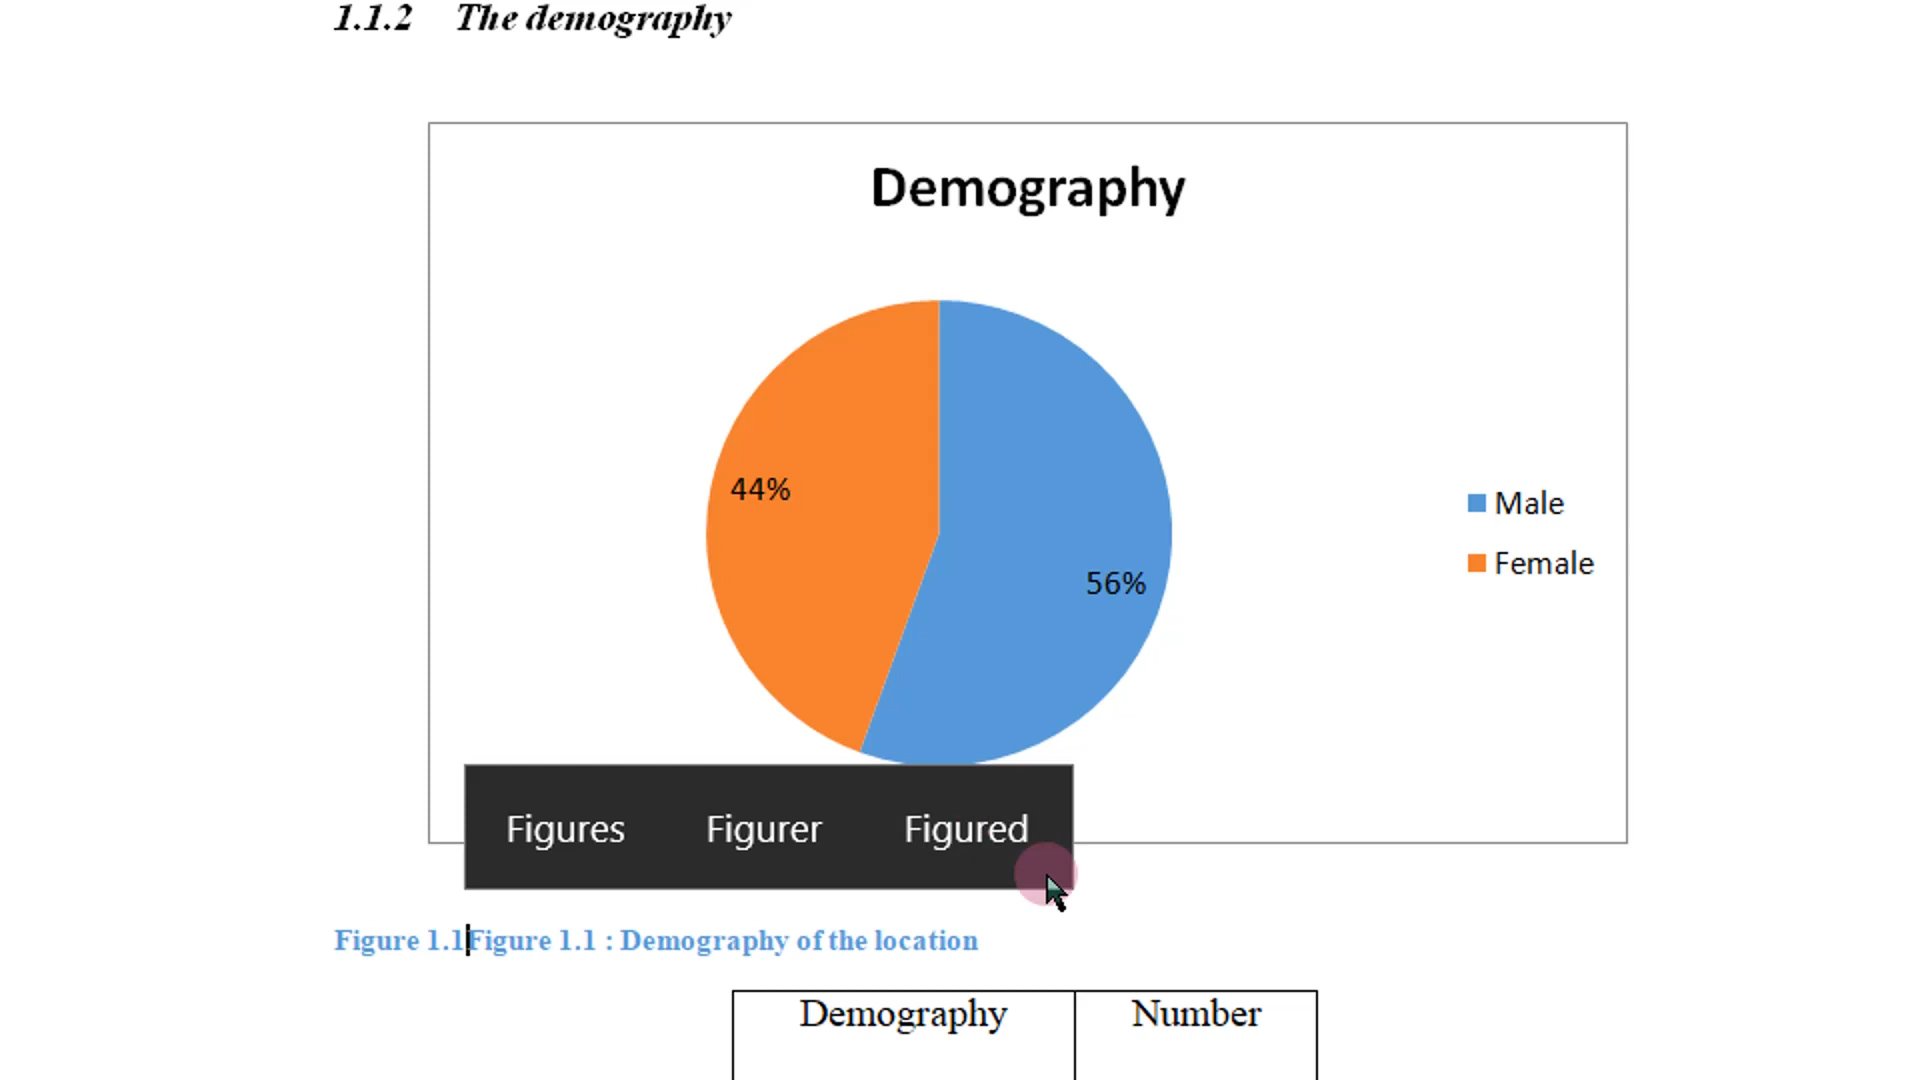 1.1.2 The demography
Demography
44%
56%
Male
Female
Figures Figurer Figured
Figure 1.1Figure 1.1 : Demography of the location
Demography Number